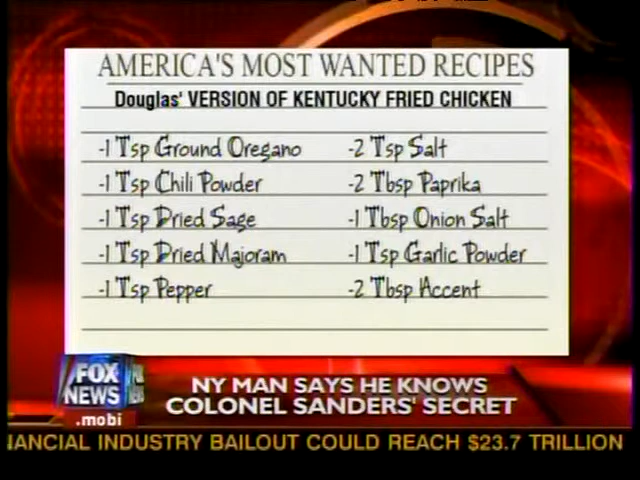 AMERICA'S MOST WANTED RECIPES
Douglas' VERSION OF KENTUCKY FRIED CHICKEN
-1 Tsp Ground Oregano
-1 Tsp Chili Powder
-1 Tsp Dried Sage
-1 Tsp Dried Majoram
-1 Tsp Pepper
-2 Tsp Salt
-2 Tbsp Paprika
-1 Tbsp Onion Salt
-1 Tsp Garlic Powder
-2 Tbsp Accent
FOX
NEWS
.mobi
NY MAN SAYS HE KNOWS
COLONEL SANDERS' SECRET
IANCIAL INDUSTRY BAILOUT COULD REACH $23.7 TRILLION